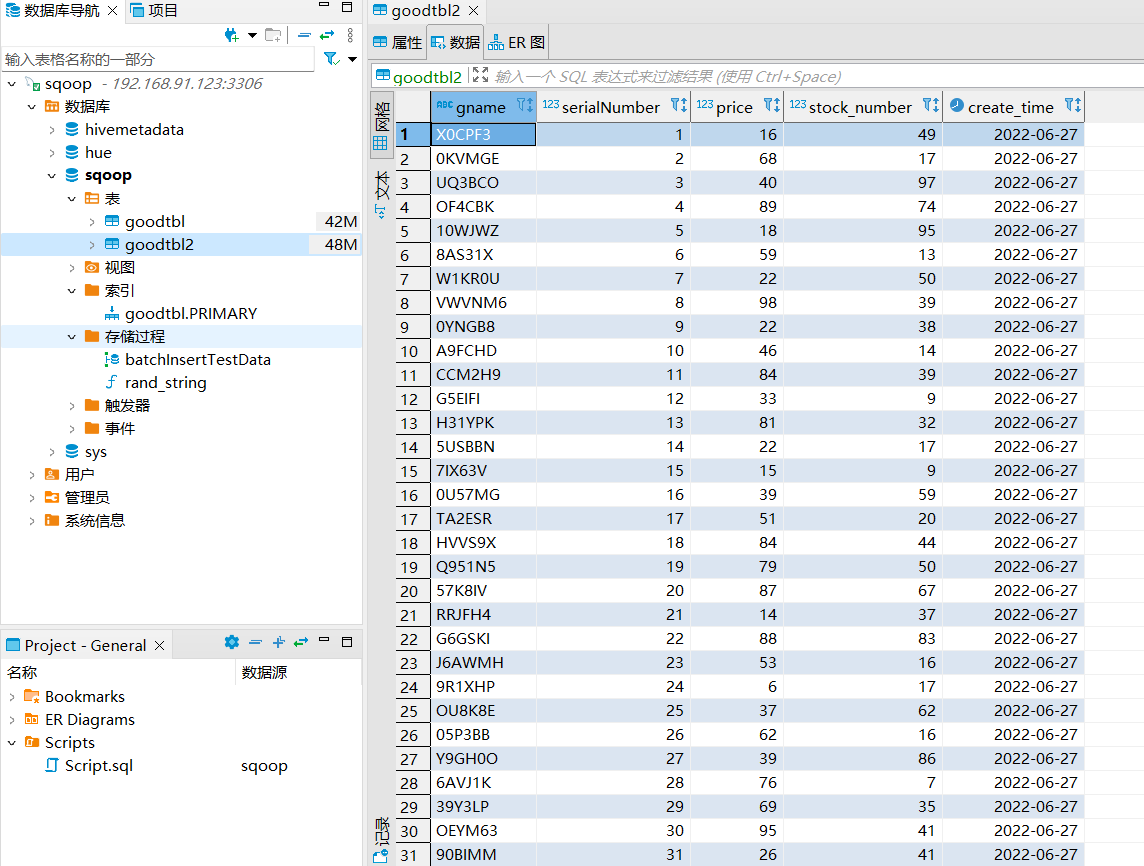 数据库导航 项目
输入表格名称的一部分
sqoop - 192.168.91.123:3306
数据库
hivemetadata
hue
sqoop
表
goodtbl 42M
goodtbl2 48M
视图
索引
goodtbl.PRIMARY
存储过程
batchInsertTestData
rand_string
触发器
事件
sys
用户
管理员
系统信息
Project - General
名称 数据源
Bookmarks
ER Diagrams
Scripts
Script.sql sqoop
goodtbl2
属性 数据 ER 图
goodtbl2 输入一个 SQL 表达式来过滤结果 (使用 Ctrl+Space)
网格
文本
记录
ABC gname 123 serialNumber 123 price 123 stock_number create_time
1 X0CPF3 1 16 49 2022-06-27
2 0KVMGE 2 68 17 2022-06-27
3 UQ3BCO 3 40 97 2022-06-27
4 OF4CBK 4 89 74 2022-06-27
5 10WJWZ 5 18 95 2022-06-27
6 8AS31X 6 59 13 2022-06-27
7 W1KR0U 7 22 50 2022-06-27
8 VWVNM6 8 98 39 2022-06-27
9 0YNGB8 9 22 38 2022-06-27
10 A9FCHD 10 46 14 2022-06-27
11 CCM2H9 11 84 39 2022-06-27
12 G5EIFI 12 33 9 2022-06-27
13 H31YPK 13 81 32 2022-06-27
14 5USBBN 14 22 17 2022-06-27
15 7IX63V 15 15 9 2022-06-27
16 0U57MG 16 39 59 2022-06-27
17 TA2ESR 17 51 20 2022-06-27
18 HVVS9X 18 84 44 2022-06-27
19 Q951N5 19 79 50 2022-06-27
20 57K8IV 20 87 67 2022-06-27
21 RRJFH4 21 14 37 2022-06-27
22 G6GSKI 22 88 83 2022-06-27
23 J6AWMH 23 53 16 2022-06-27
24 9R1XHP 24 6 17 2022-06-27
25 OU8K8E 25 37 62 2022-06-27
26 05P3BB 26 62 16 2022-06-27
27 Y9GH0O 27 39 86 2022-06-27
28 6AVJ1K 28 76 7 2022-06-27
29 39Y3LP 29 69 35 2022-06-27
30 OEYM63 30 95 41 2022-06-27
31 90BIMM 31 26 41 2022-06-27